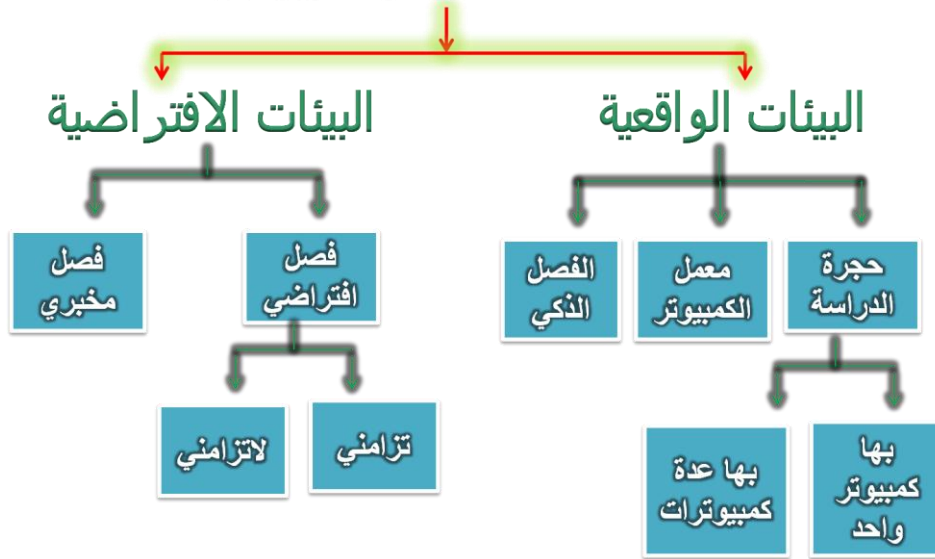 البيئات الواقعية
البيئات الافتراضية
حجرة
الدراسة
معمل
الكمبيوتر
الفصل
الذكي
فصل
افتراضي
فصل
مخبري
بها
كمبيوتر
واحد
بها عدة
كمبيوترات
تزامني
لاتزامني